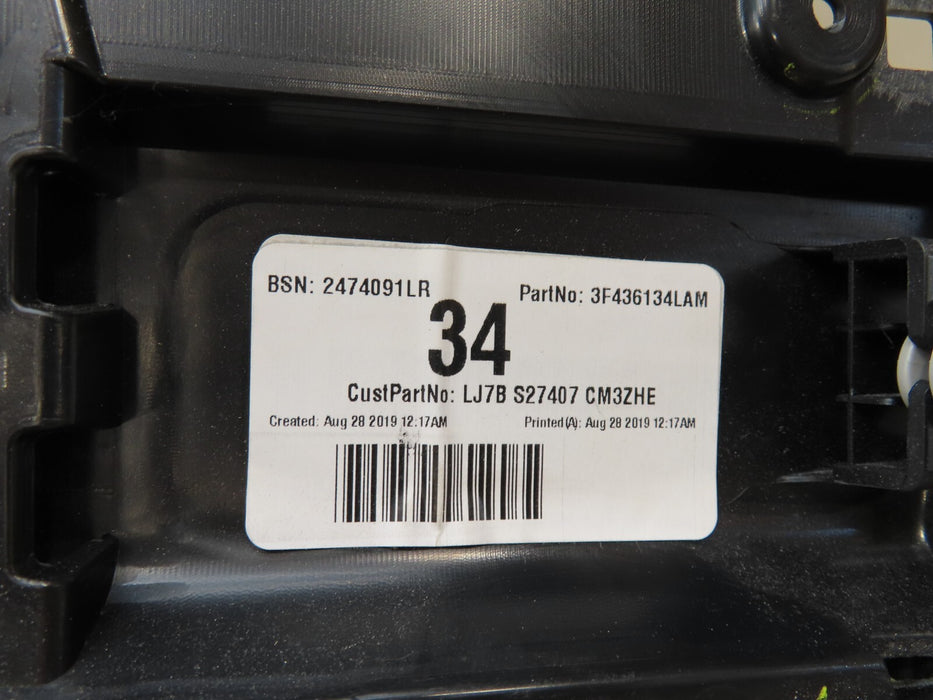 BSN: 2474091LR
PartNo: 3F436134LAM
34
CustPartNo: LJ7B S27407 CM3ZHE
Created: Aug 28 2019 12:17AM
Printed(A): Aug 28 2019 12:17AM